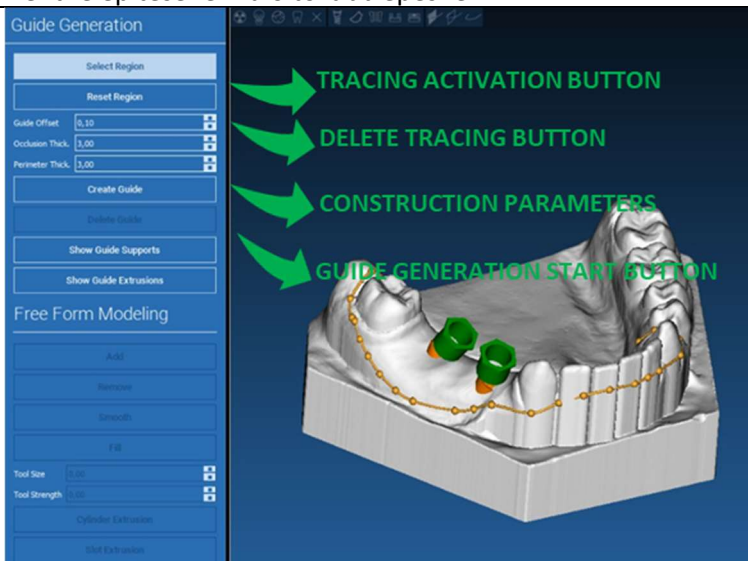 Guide Generation
Select Region
Reset Region
Guide Offset 0,10
Occlusion Thick. 3,00
Perimeter Thick. 3,00
Create Guide
Delete Guide
Show Guide Supports
Show Guide Extrusions
Free Form Modeling
Add
Remove
Smooth
Fill
Tool Size
Tool Strength
Cylinder Extrusion
Slot Extrusion
TRACING ACTIVATION BUTTON
DELETE TRACING BUTTON
CONSTRUCTION PARAMETERS
GUIDE GENERATION START BUTTON